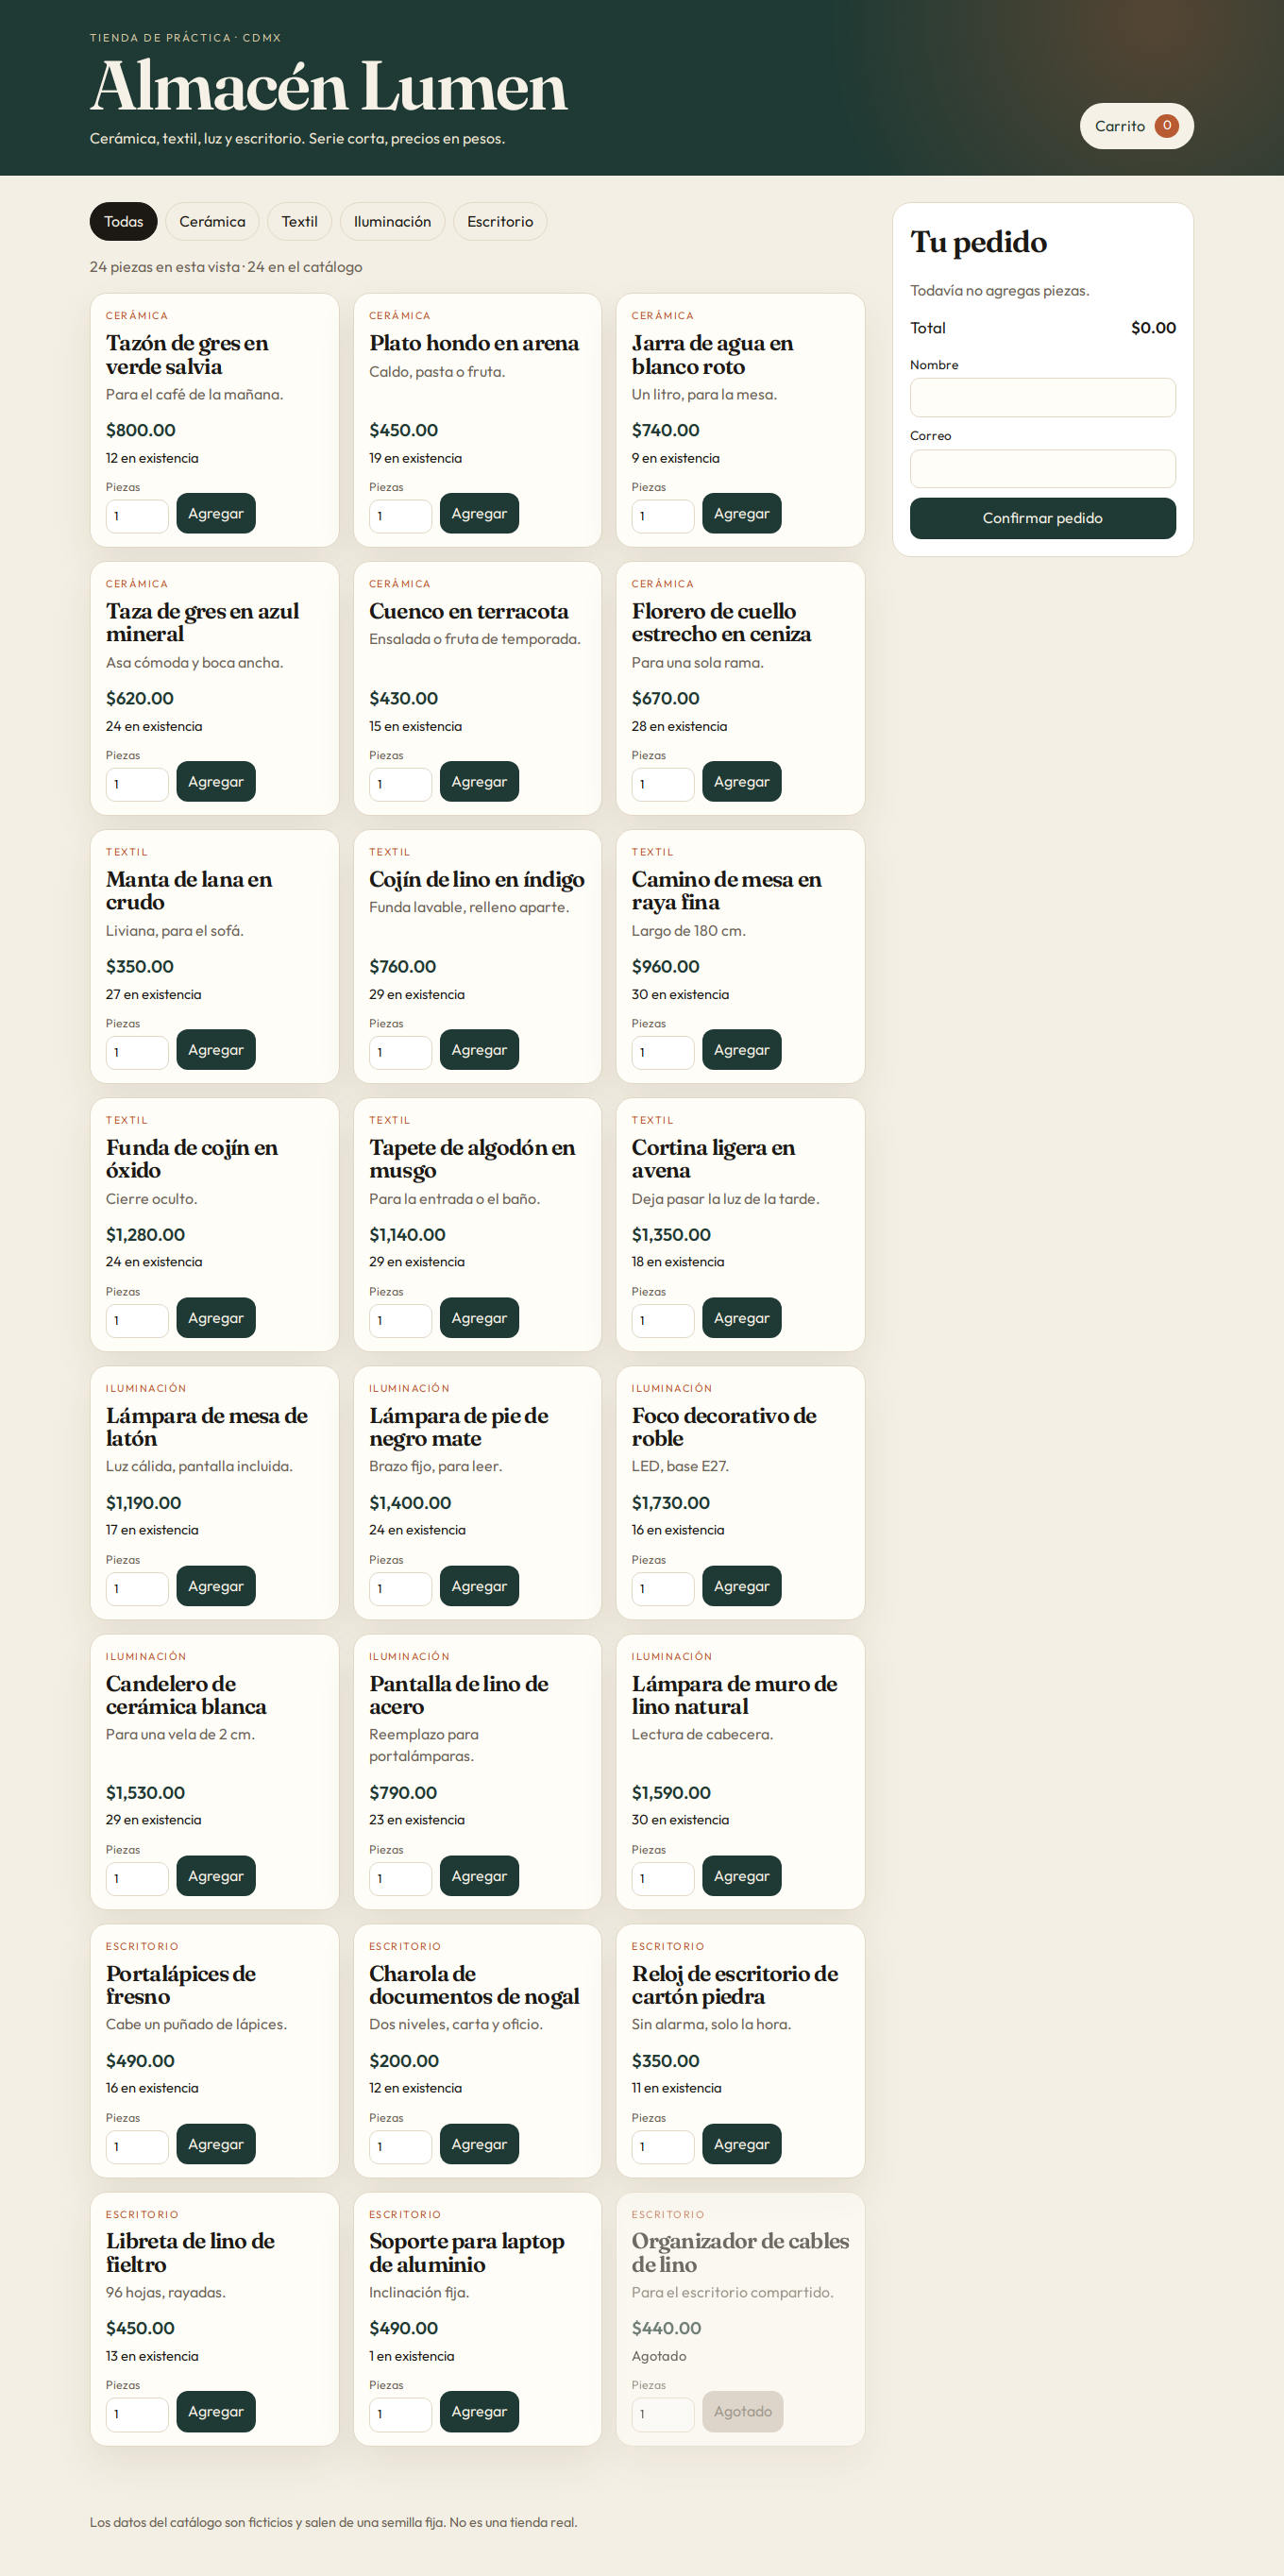 TIENDA DE PRÁCTICA · CDMX
Almacén Lumen
Cerámica, textil, luz y escritorio. Serie corta, precios en pesos.
Carrito 0
Todas Cerámica Textil Iluminación Escritorio
24 piezas en esta vista · 24 en el catálogo
CERÁMICA
Tazón de gres en
verde salvia
Para el café de la mañana.
$800.00
12 en existencia
Piezas
1 Agregar
CERÁMICA
Plato hondo en arena
Caldo, pasta o fruta.
$450.00
19 en existencia
Piezas
1 Agregar
CERÁMICA
Jarra de agua en
blanco roto
Un litro, para la mesa.
$740.00
9 en existencia
Piezas
1 Agregar
CERÁMICA
Taza de gres en azul
mineral
Asa cómoda y boca ancha.
$620.00
24 en existencia
Piezas
1 Agregar
CERÁMICA
Cuenco en terracota
Ensalada o fruta de temporada.
$430.00
15 en existencia
Piezas
1 Agregar
CERÁMICA
Florero de cuello
estrecho en ceniza
Para una sola rama.
$670.00
28 en existencia
Piezas
1 Agregar
TEXTIL
Manta de lana en
crudo
Liviana, para el sofá.
$350.00
27 en existencia
Piezas
1 Agregar
TEXTIL
Cojín de lino en índigo
Funda lavable, relleno aparte.
$760.00
29 en existencia
Piezas
1 Agregar
TEXTIL
Camino de mesa en
raya fina
Largo de 180 cm.
$960.00
30 en existencia
Piezas
1 Agregar
TEXTIL
Funda de cojín en
óxido
Cierre oculto.
$1,280.00
24 en existencia
Piezas
1 Agregar
TEXTIL
Tapete de algodón en
musgo
Para la entrada o el baño.
$1,140.00
29 en existencia
Piezas
1 Agregar
TEXTIL
Cortina ligera en
avena
Deja pasar la luz de la tarde.
$1,350.00
18 en existencia
Piezas
1 Agregar
ILUMINACIÓN
Lámpara de mesa de
latón
Luz cálida, pantalla incluida.
$1,190.00
17 en existencia
Piezas
1 Agregar
ILUMINACIÓN
Lámpara de pie de
negro mate
Brazo fijo, para leer.
$1,400.00
24 en existencia
Piezas
1 Agregar
ILUMINACIÓN
Foco decorativo de
roble
LED, base E27.
$1,730.00
16 en existencia
Piezas
1 Agregar
ILUMINACIÓN
Candelero de
cerámica blanca
Para una vela de 2 cm.
$1,530.00
29 en existencia
Piezas
1 Agregar
ILUMINACIÓN
Pantalla de lino de
acero
Reemplazo para
portalámparas.
$790.00
23 en existencia
Piezas
1 Agregar
ILUMINACIÓN
Lámpara de muro de
lino natural
Lectura de cabecera.
$1,590.00
30 en existencia
Piezas
1 Agregar
ESCRITORIO
Portalápices de
fresno
Cabe un puñado de lápices.
$490.00
16 en existencia
Piezas
1 Agregar
ESCRITORIO
Charola de
documentos de nogal
Dos niveles, carta y oficio.
$200.00
12 en existencia
Piezas
1 Agregar
ESCRITORIO
Reloj de escritorio de
cartón piedra
Sin alarma, solo la hora.
$350.00
11 en existencia
Piezas
1 Agregar
ESCRITORIO
Libreta de lino de
fieltro
96 hojas, rayadas.
$450.00
13 en existencia
Piezas
1 Agregar
ESCRITORIO
Soporte para laptop
de aluminio
Inclinación fija.
$490.00
1 en existencia
Piezas
1 Agregar
ESCRITORIO
Organizador de cables
de lino
Para el escritorio compartido.
$440.00
Agotado
Piezas
1 Agotado
Tu pedido
Todavía no agregas piezas.
Total $0.00
Nombre
Correo
Confirmar pedido
Los datos del catálogo son ficticios y salen de una semilla fija. No es una tienda real.